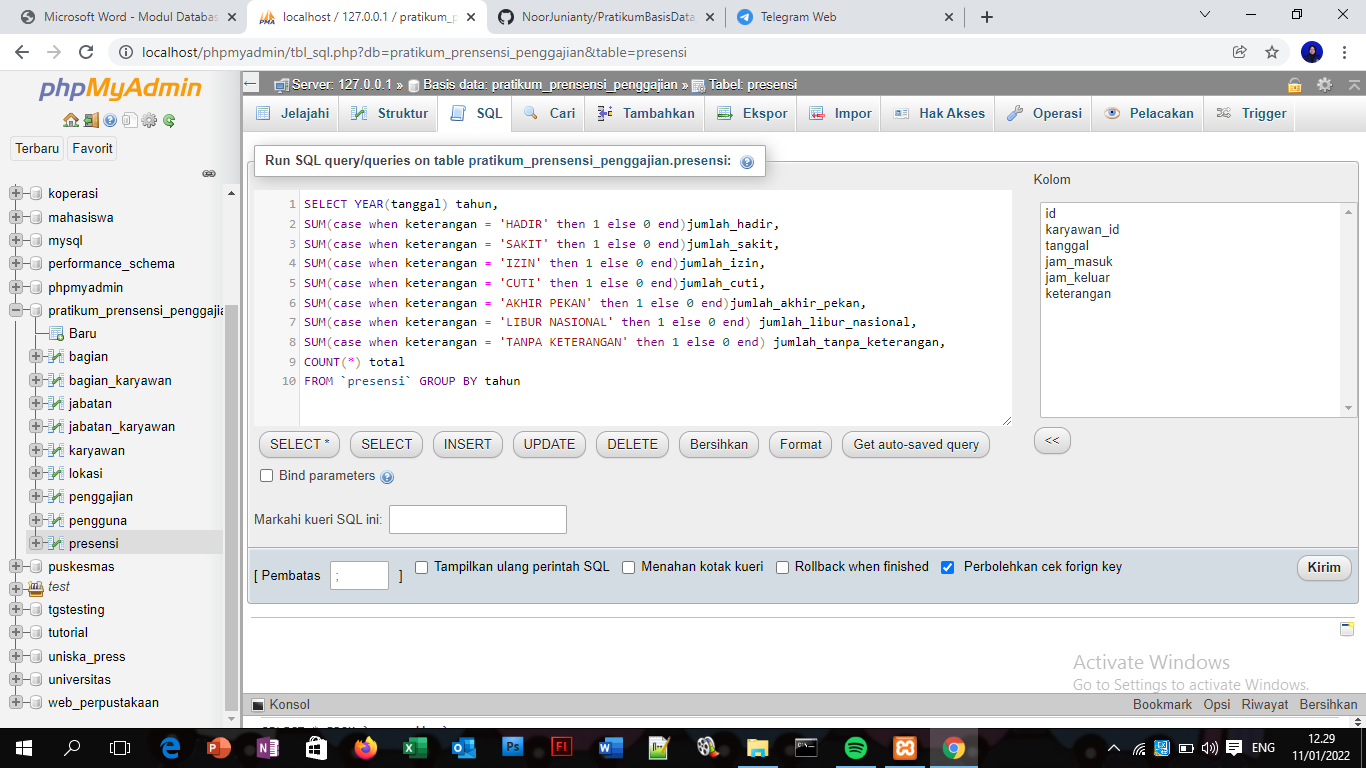 Microsoft Word - Modul Databas
localhost / 127.0.0.1 / pratikum_p
NoorJunianty/PratikumBasisData
Telegram Web
localhost/phpmyadmin/tbl_sql.php?db=pratikum_prensensi_penggajian&table=presensi
phpMyAdmin
Terbaru
Favorit
koperasi
mahasiswa
mysql
performance_schema
phpmyadmin
pratikum_prensensi_penggajia
Baru
bagian
bagian_karyawan
jabatan
jabatan_karyawan
karyawan
lokasi
penggajian
pengguna
presensi
puskesmas
test
tgstesting
tutorial
uniska_press
universitas
web_perpustakaan
Server: 127.0.0.1 » Basis data: pratikum_prensensi_penggajian » Tabel: presensi
Jelajahi Struktur SQL Cari Tambahkan Ekspor Impor Hak Akses Operasi Pelacakan Trigger
Run SQL query/queries on table pratikum_prensensi_penggajian.presensi:
1 SELECT YEAR(tanggal) tahun,
2 SUM(case when keterangan = 'HADIR' then 1 else 0 end)jumlah_hadir,
3 SUM(case when keterangan = 'SAKIT' then 1 else 0 end)jumlah_sakit,
4 SUM(case when keterangan = 'IZIN' then 1 else 0 end)jumlah_izin,
5 SUM(case when keterangan = 'CUTI' then 1 else 0 end)jumlah_cuti,
6 SUM(case when keterangan = 'AKHIR PEKAN' then 1 else 0 end)jumlah_akhir_pekan,
7 SUM(case when keterangan = 'LIBUR NASIONAL' then 1 else 0 end) jumlah_libur_nasional,
8 SUM(case when keterangan = 'TANPA KETERANGAN' then 1 else 0 end) jumlah_tanpa_keterangan,
9 COUNT(*) total
10 FROM `presensi` GROUP BY tahun
Kolom
id
karyawan_id
tanggal
jam_masuk
jam_keluar
keterangan
<<
SELECT * SELECT INSERT UPDATE DELETE Bersihkan Format Get auto-saved query
Bind parameters
Markahi kueri SQL ini:
[ Pembatas ; ] Tampilkan ulang perintah SQL Menahan kotak kueri Rollback when finished Perbolehkan cek forign key Kirim
Activate Windows
Go to Settings to activate Windows.
Konsol Bookmark Opsi Riwayat Bersihkan
ENG
12.29
11/01/2022